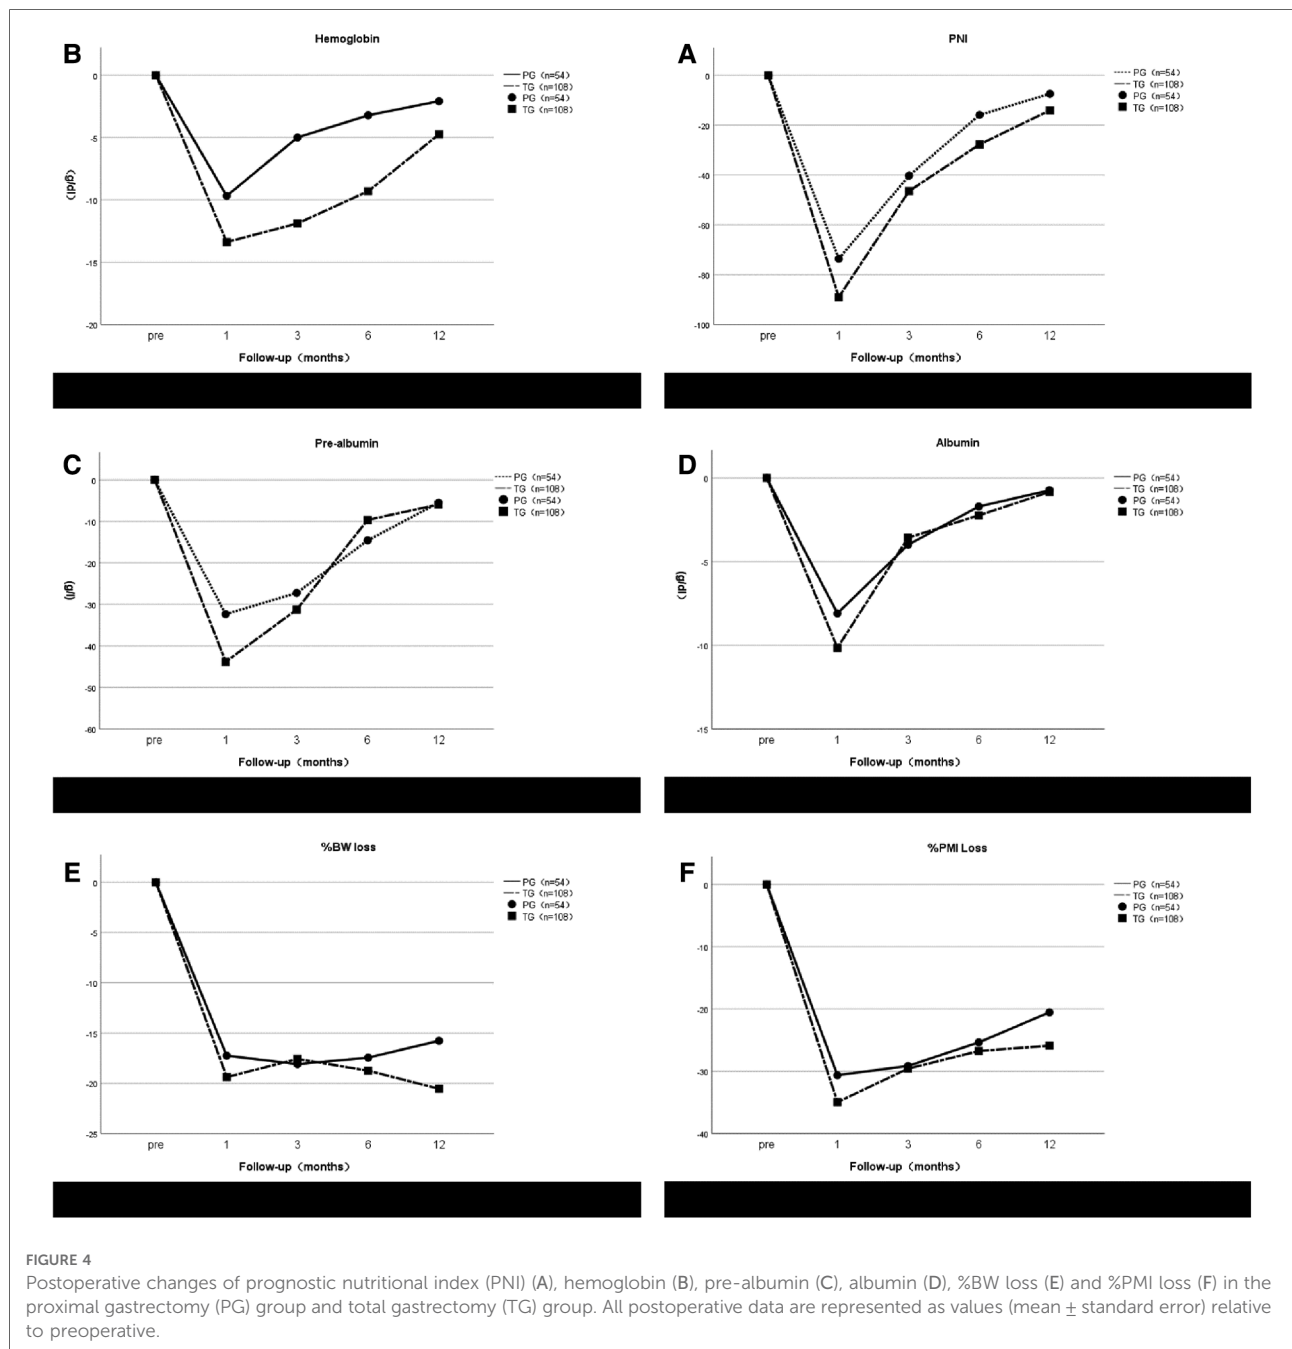 B
Hemoglobin
0
-5
-10
-15
-20
(g/dl)
pre 1 3 6 12
Follow-up (months)
PG (n=54)
TG (n=108)
PG (n=54)
TG (n=108)
A
PNI
0
-20
-40
-60
-80
-100
pre 1 3 6 12
Follow-up (months)
PG (n=54)
TG (n=108)
PG (n=54)
TG (n=108)
C
Pre-albumin
0
-10
-20
-30
-40
-50
-60
(g/l)
pre 1 3 6 12
Follow-up (months)
PG (n=54)
TG (n=108)
PG (n=54)
TG (n=108)
D
Albumin
0
-5
-10
-15
(g/dl)
pre 1 3 6 12
Follow-up (months)
PG (n=54)
TG (n=108)
PG (n=54)
TG (n=108)
E
%BW loss
0
-5
-10
-15
-20
-25
pre 1 3 6 12
Follow-up (months)
PG (n=54)
TG (n=108)
PG (n=54)
TG (n=108)
F
%PMI Loss
0
-10
-20
-30
-40
pre 1 3 6 12
Follow-up (months)
PG (n=54)
TG (n=108)
PG (n=54)
TG (n=108)
FIGURE 4
Postoperative changes of prognostic nutritional index (PNI) (A), hemoglobin (B), pre-albumin (C), albumin (D), %BW loss (E) and %PMI loss (F) in the
proximal gastrectomy (PG) group and total gastrectomy (TG) group. All postoperative data are represented as values (mean ± standard error) relative
to preoperative.